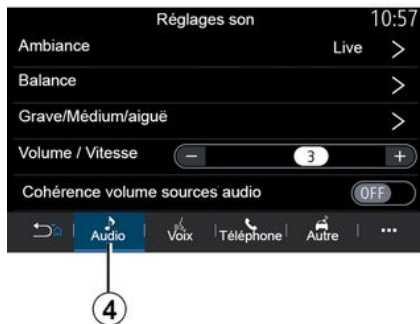 Réglages son 10:57
Ambiance Live >
Balance >
Grave/Médium/aiguë >
Volume / Vitesse − 3 +
Cohérence volume sources audio OFF
Audio Voix Téléphone Autre ...
4